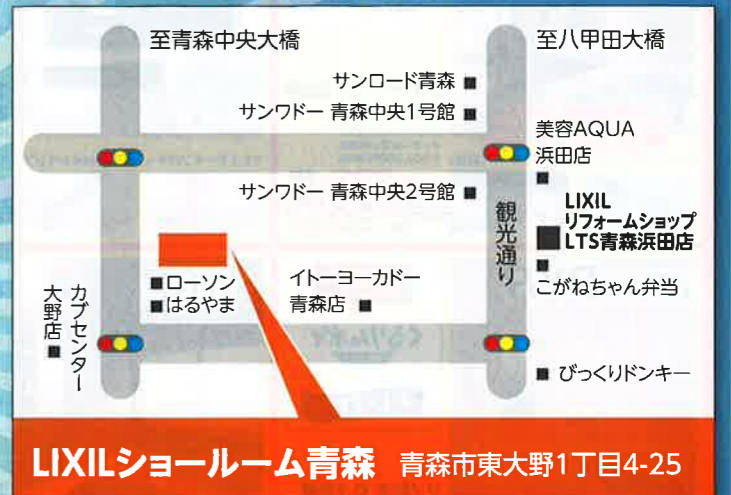 至青森中央大橋
至八甲田大橋
サンロード青森 ■
サンワドー 青森中央1号館 ■
美容AQUA
浜田店
■
サンワドー 青森中央2号館 ■
観光通り
LIXIL
リフォームショップ
■ LTS青森浜田店
■
こがねちゃん弁当
■ローソン
■はるやま
イトーヨーカドー
青森店 ■
カブセンター
大野店 ■
■ びっくりドンキー
LIXILショールーム青森 青森市東大野1丁目4-25